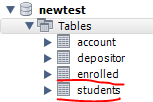 newtest
Tables
account
depositor
enrolled
students